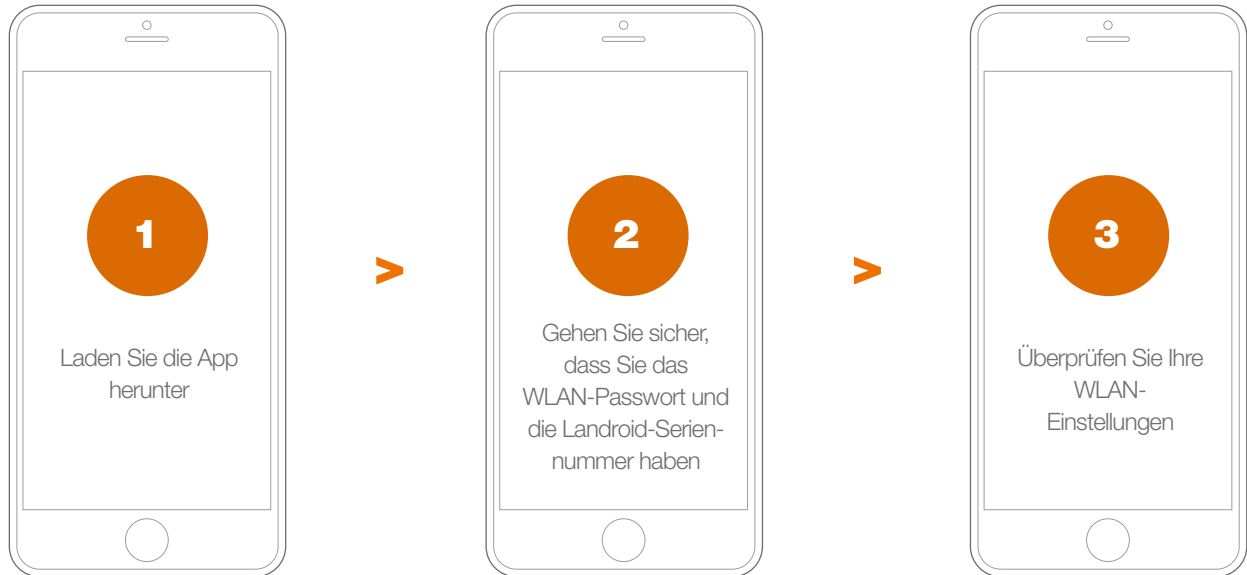 1
Laden Sie die App
herunter
>
2
Gehen Sie sicher,
dass Sie das
WLAN-Passwort und
die Landroid-Serien-
nummer haben
>
3
Überprüfen Sie Ihre
WLAN-
Einstellungen